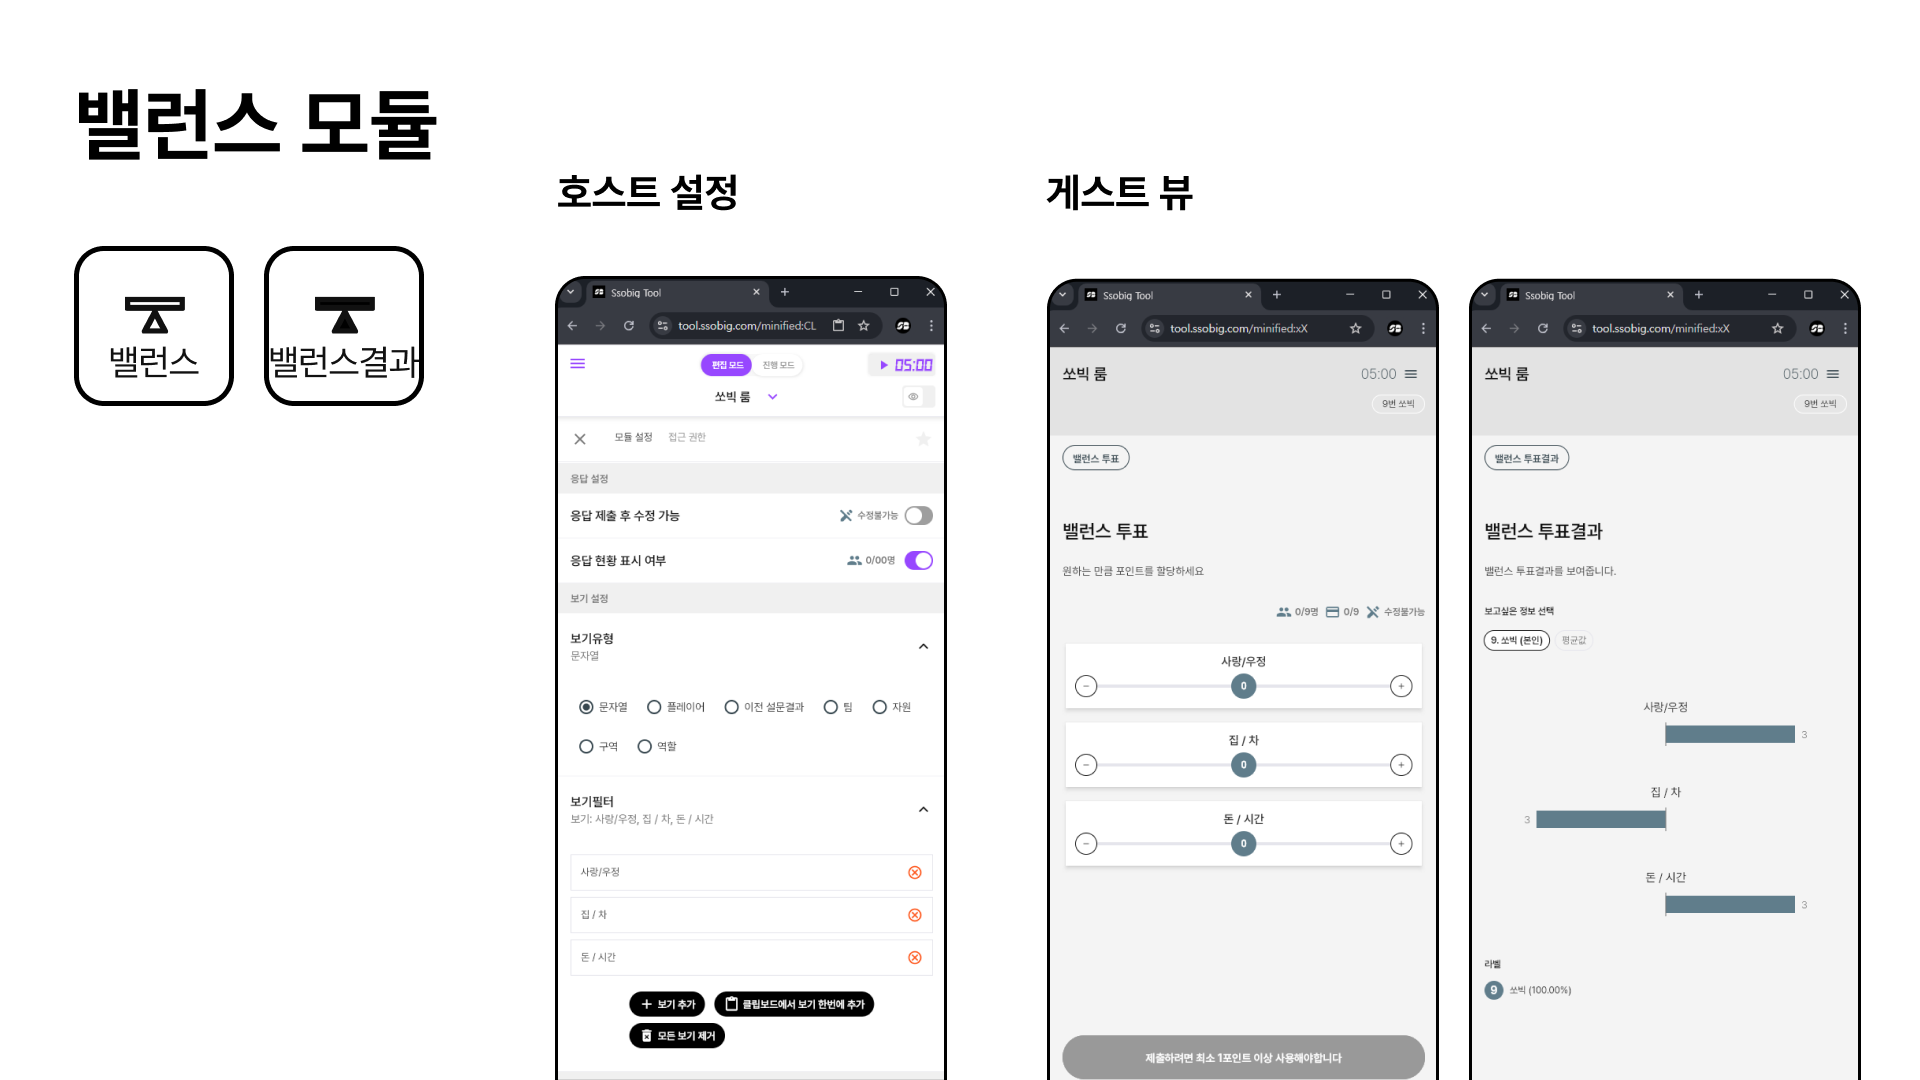 밸런스 모듈
밸런스
밸런스결과
호스트 설정
Ssobig Tool
tool.ssobig.com/minified:CL
편집 모드
진행 모드
05:00
쏘빅 룸
모듈 설정
접근 권한
응답 설정
응답 제출 후 수정 가능
수정불가능
응답 현황 표시 여부
0/00명
보기 설정
보기유형
문자열
문자열
플레이어
이전 설문결과
팀
자원
구역
역할
보기필터
보기: 사랑/우정, 집 / 차, 돈 / 시간
사랑/우정
집 / 차
돈 / 시간
보기 추가
클립보드에서 보기 한번에 추가
모든 보기 제거
게스트 뷰
Ssobig Tool
tool.ssobig.com/minified:xX
쏘빅 룸
05:00
9번 쏘빅
밸런스 투표
밸런스 투표
원하는 만큼 포인트를 할당하세요
0/9명
0/9
수정불가능
사랑/우정
0
집 / 차
0
돈 / 시간
0
제출하려면 최소 1포인트 이상 사용해야합니다
Ssobig Tool
tool.ssobig.com/minified:xX
쏘빅 룸
05:00
9번 쏘빅
밸런스 투표결과
밸런스 투표결과
밸런스 투표결과를 보여줍니다.
보고싶은 정보 선택
9. 쏘빅 (본인)
평균값
사랑/우정
3
집 / 차
3
돈 / 시간
3
라벨
9
쏘빅 (100.00%)